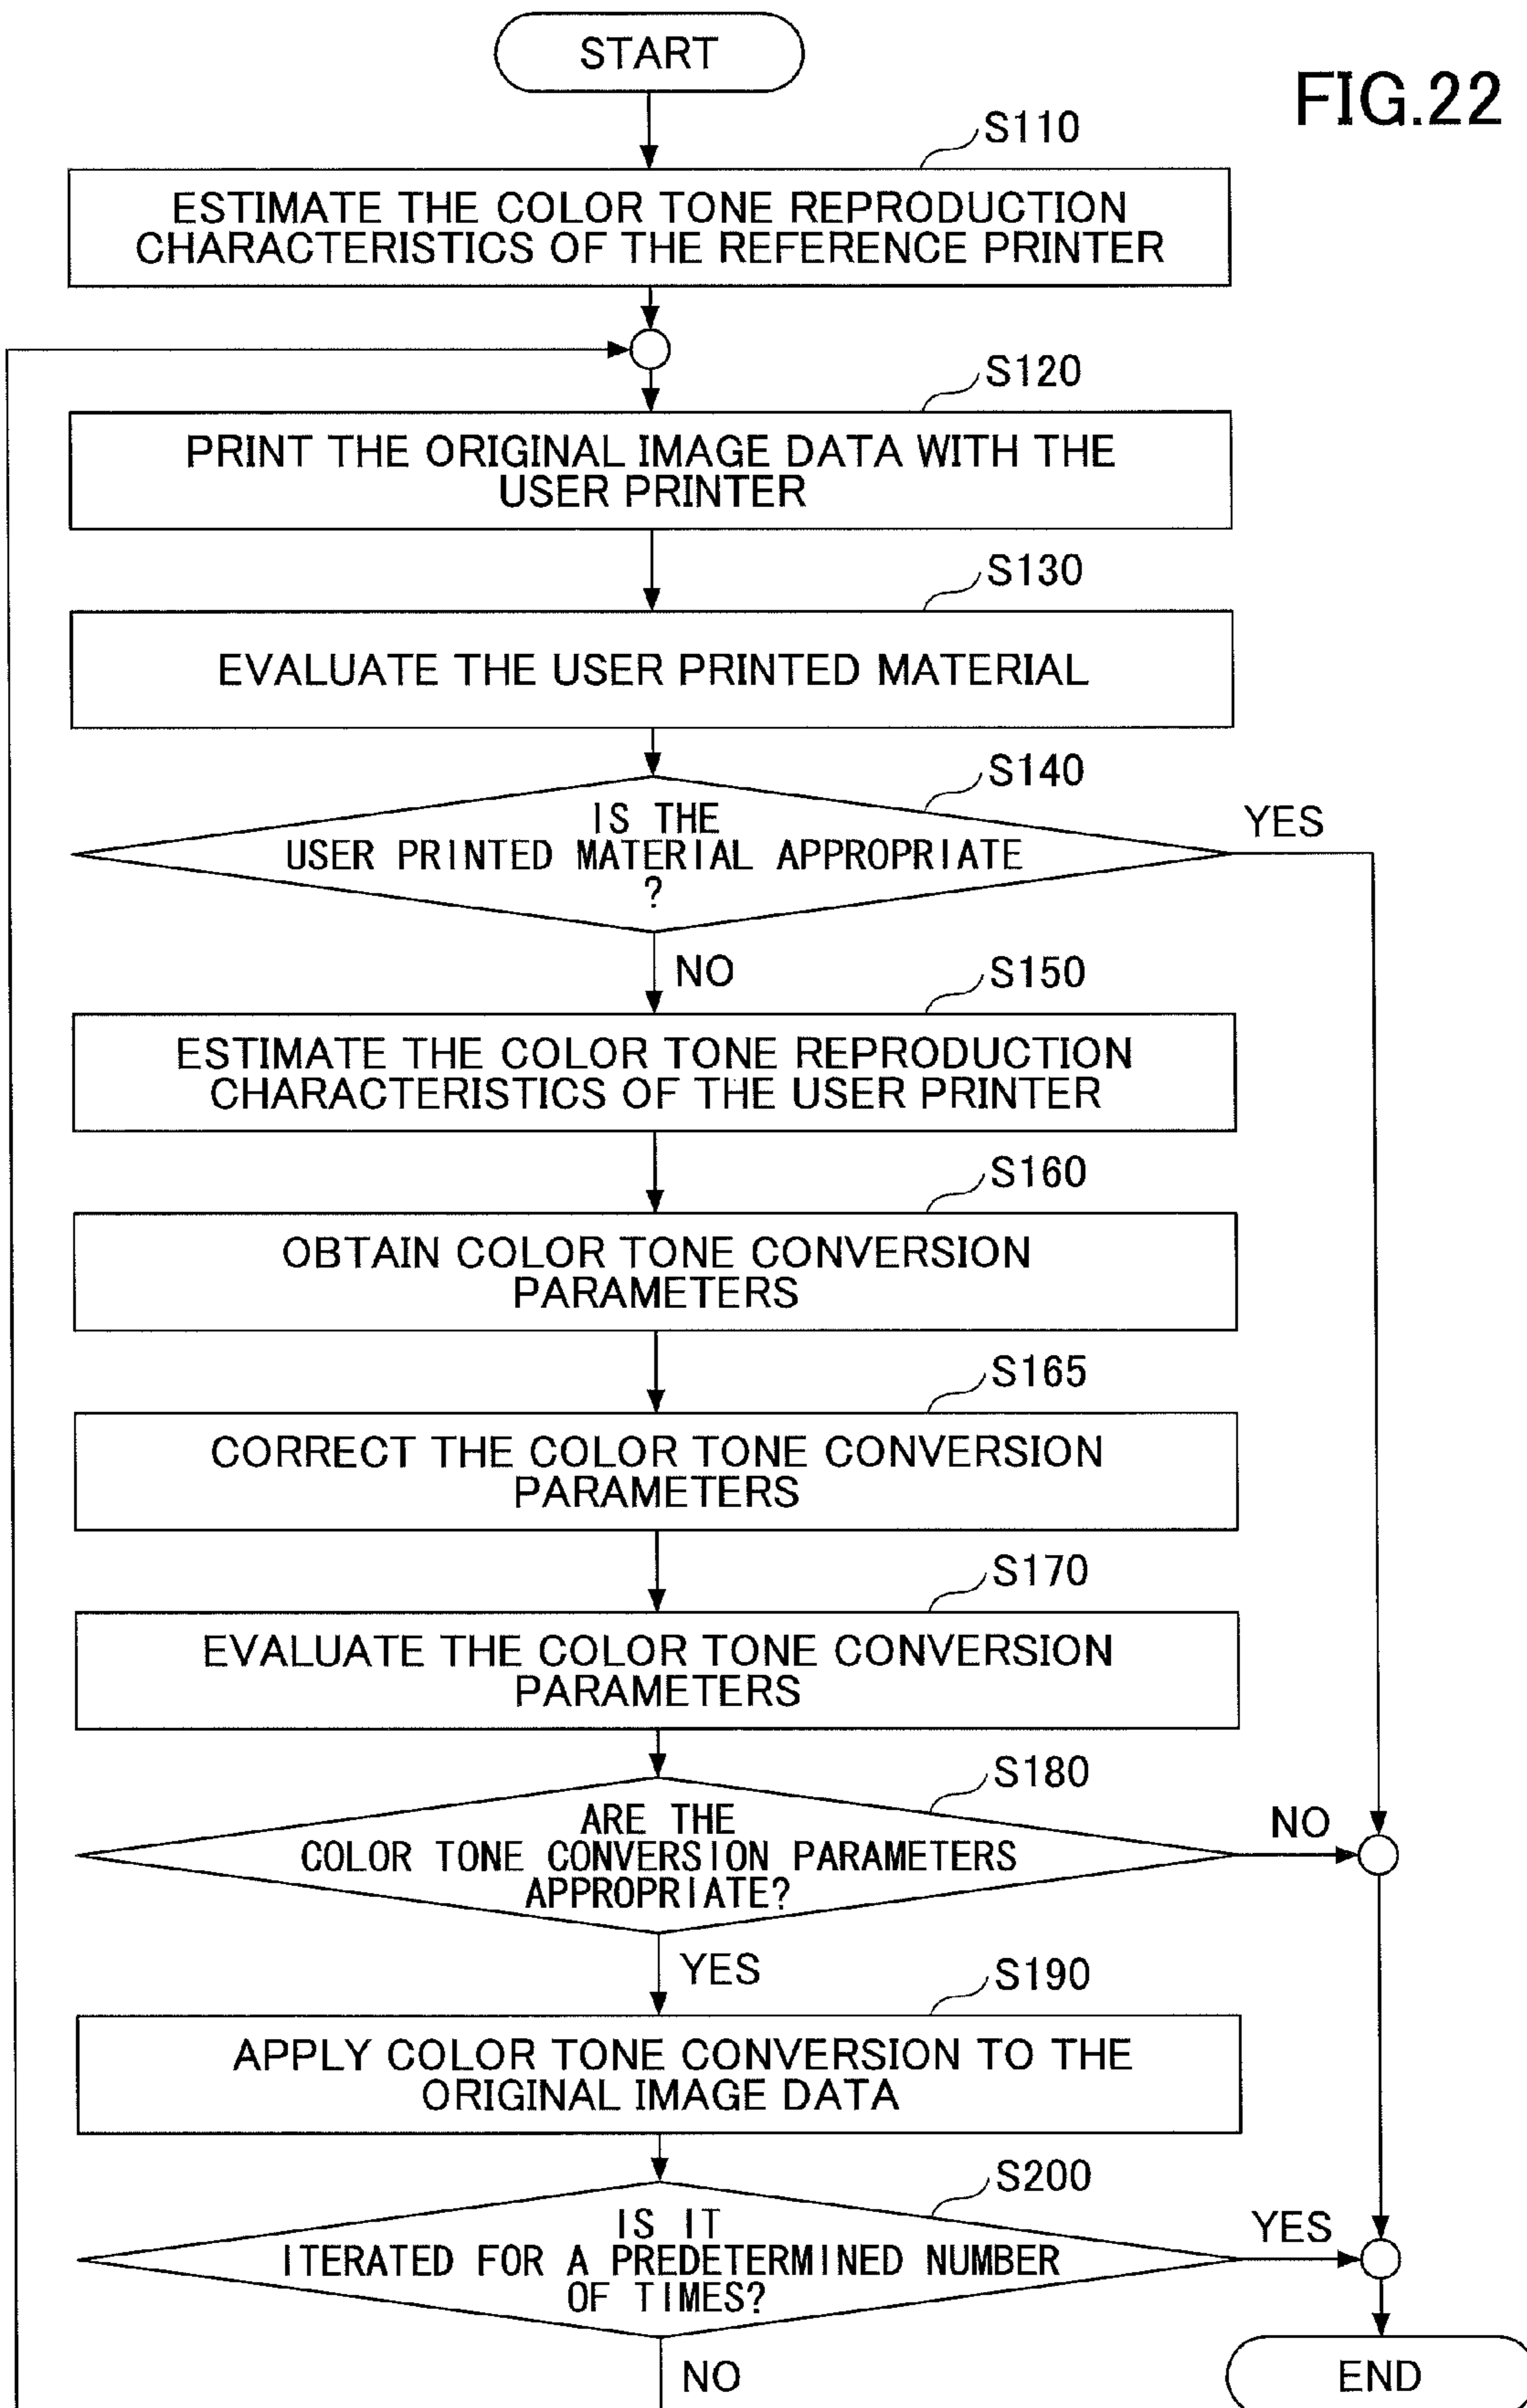 START
FIG.22
S110
ESTIMATE THE COLOR TONE REPRODUCTION
CHARACTERISTICS OF THE REFERENCE PRINTER
S120
PRINT THE ORIGINAL IMAGE DATA WITH THE
USER PRINTER
S130
EVALUATE THE USER PRINTED MATERIAL
S140
IS THE
USER PRINTED MATERIAL APPROPRIATE
?
YES
NO
S150
ESTIMATE THE COLOR TONE REPRODUCTION
CHARACTERISTICS OF THE USER PRINTER
S160
OBTAIN COLOR TONE CONVERSION
PARAMETERS
S165
CORRECT THE COLOR TONE CONVERSION
PARAMETERS
S170
EVALUATE THE COLOR TONE CONVERSION
PARAMETERS
S180
ARE THE
COLOR TONE CONVERSION PARAMETERS
APPROPRIATE?
NO
YES
S190
APPLY COLOR TONE CONVERSION TO THE
ORIGINAL IMAGE DATA
S200
IS IT
ITERATED FOR A PREDETERMINED NUMBER
OF TIMES?
YES
NO
END